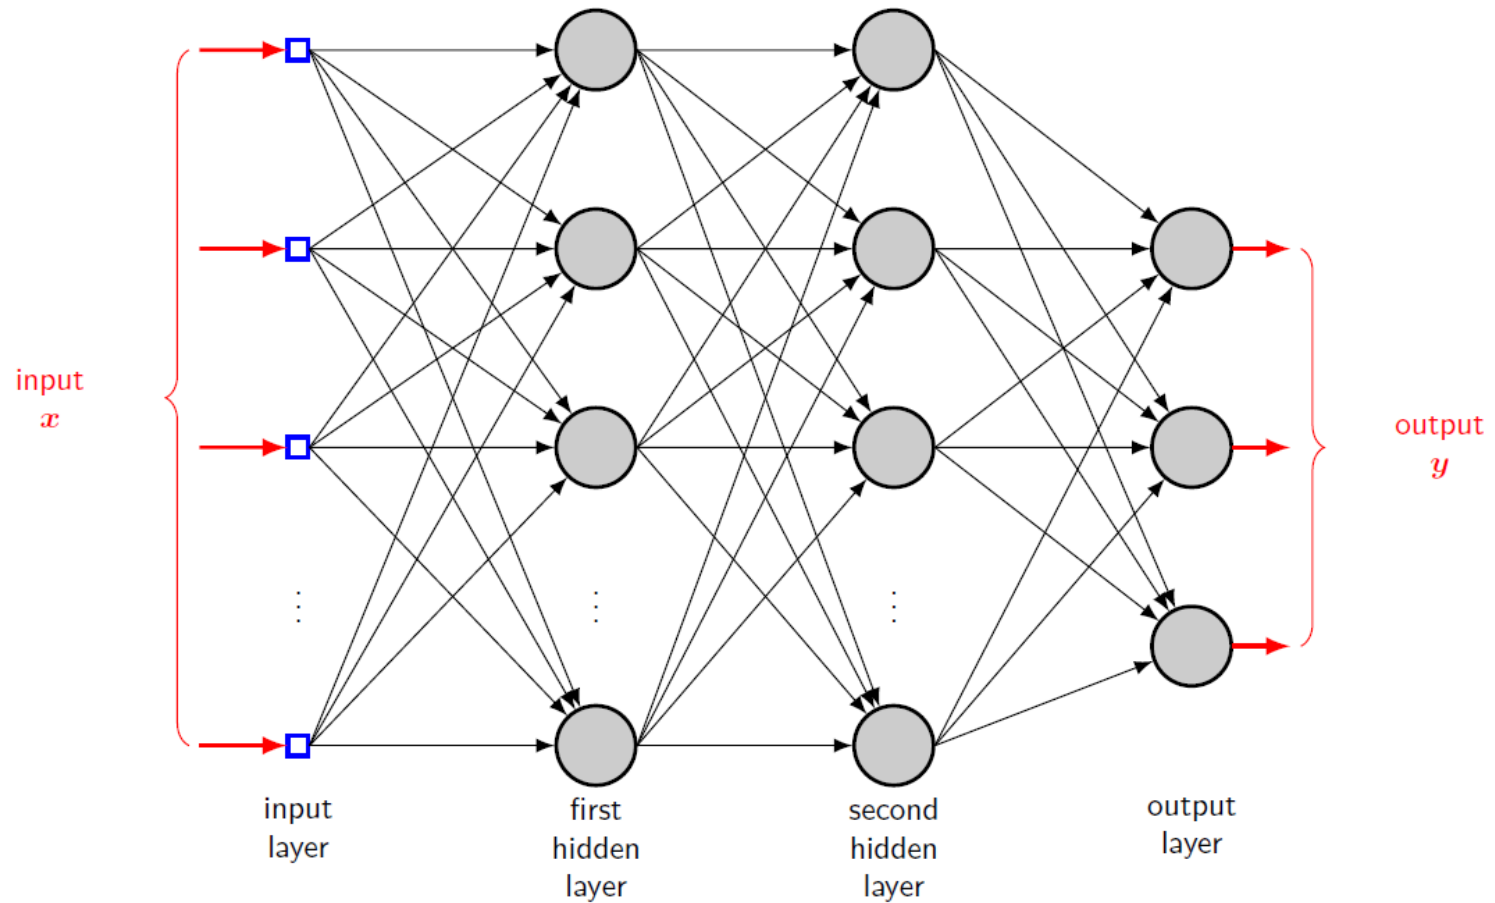 input
x
output
y
⋮
⋮
⋮
input
layer
first
hidden
layer
second
hidden
layer
output
layer